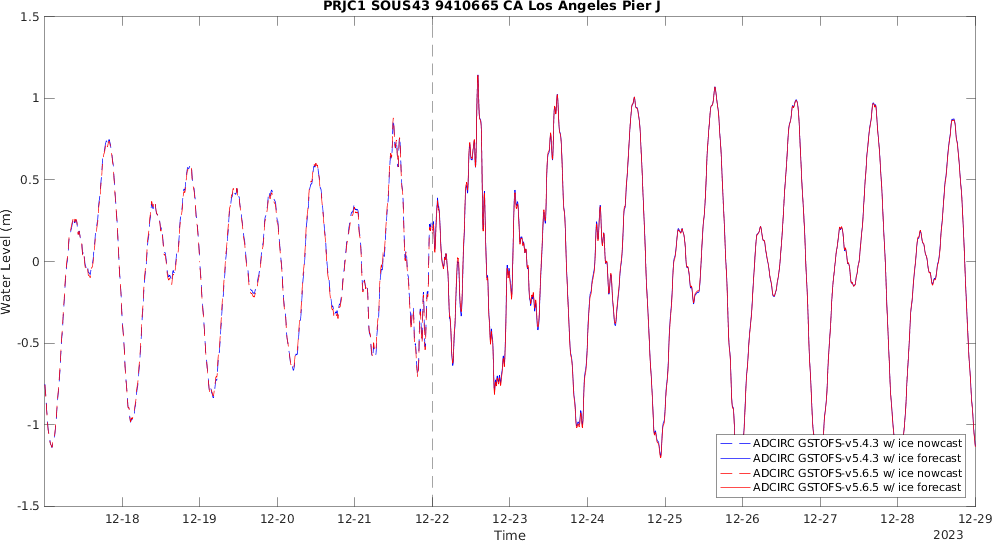 PRJC1 SOUS43 9410665 CA Los Angeles Pier J
1.5
1
0.5
0
-0.5
-1
-1.5
Water Level (m)
12-18 12-19 12-20 12-21 12-22 12-23 12-24 12-25 12-26 12-27 12-28 12-29
Time
2023
ADCIRC GSTOFS-v5.4.3 w/ ice nowcast
ADCIRC GSTOFS-v5.4.3 w/ ice forecast
ADCIRC GSTOFS-v5.6.5 w/ ice nowcast
ADCIRC GSTOFS-v5.6.5 w/ ice forecast